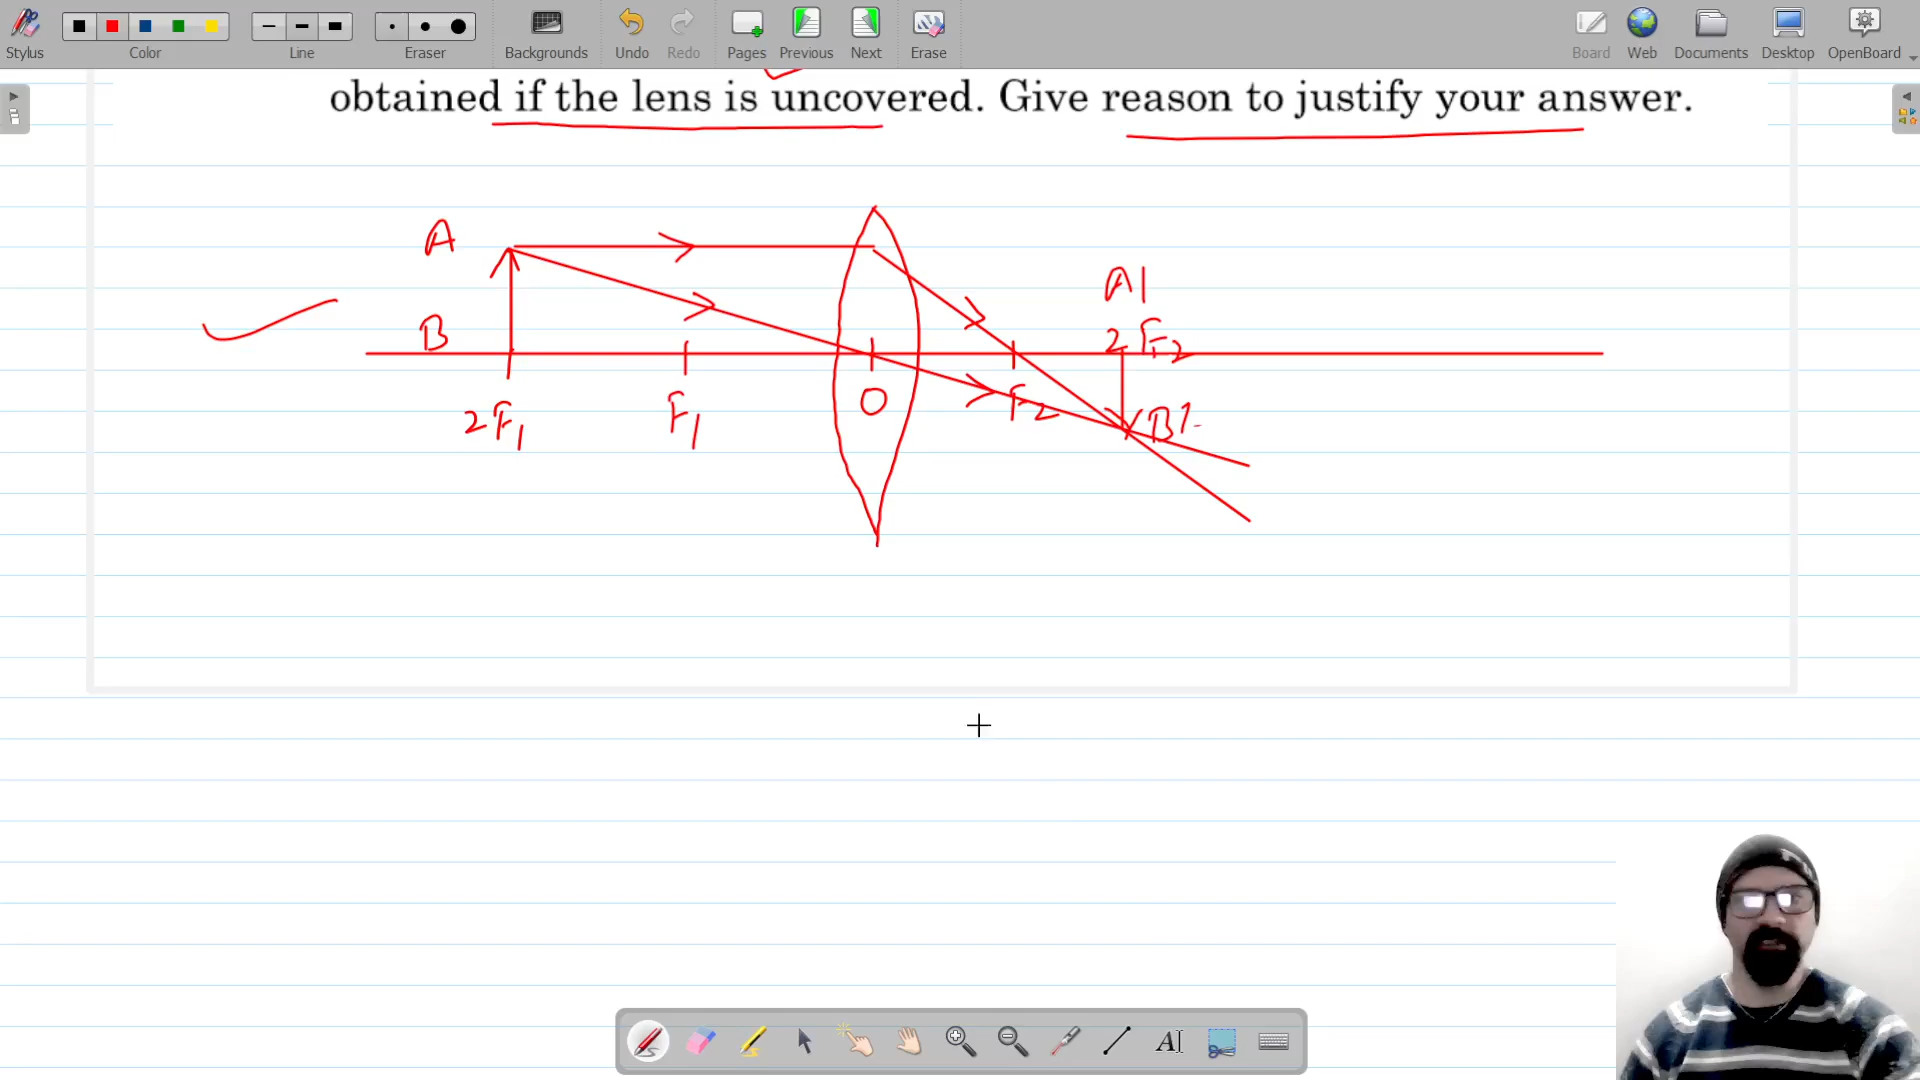 Stylus Color Line Eraser Backgrounds Undo Redo Pages Previous Next Erase Board Web Documents Desktop OpenBoard
obtained if the lens is uncovered. Give reason to justify your answer.
A
A'
B 2F2
2F1 F1 O F2 B'